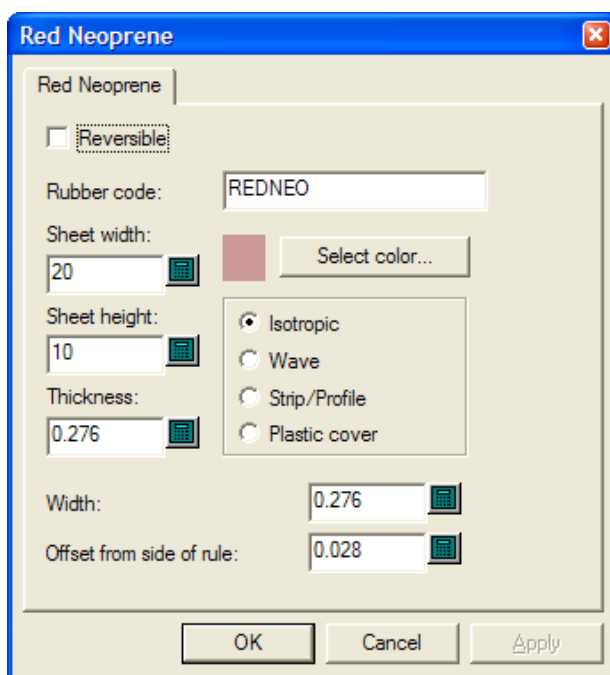 Red Neoprene
Red Neoprene
Reversible
Rubber code: REDNEO
Sheet width:
20
Select color...
Sheet height:
10
Isotropic
Wave
Thickness:
0.276
Strip/Profile
Plastic cover
Width: 0.276
Offset from side of rule: 0.028
OK Cancel Apply